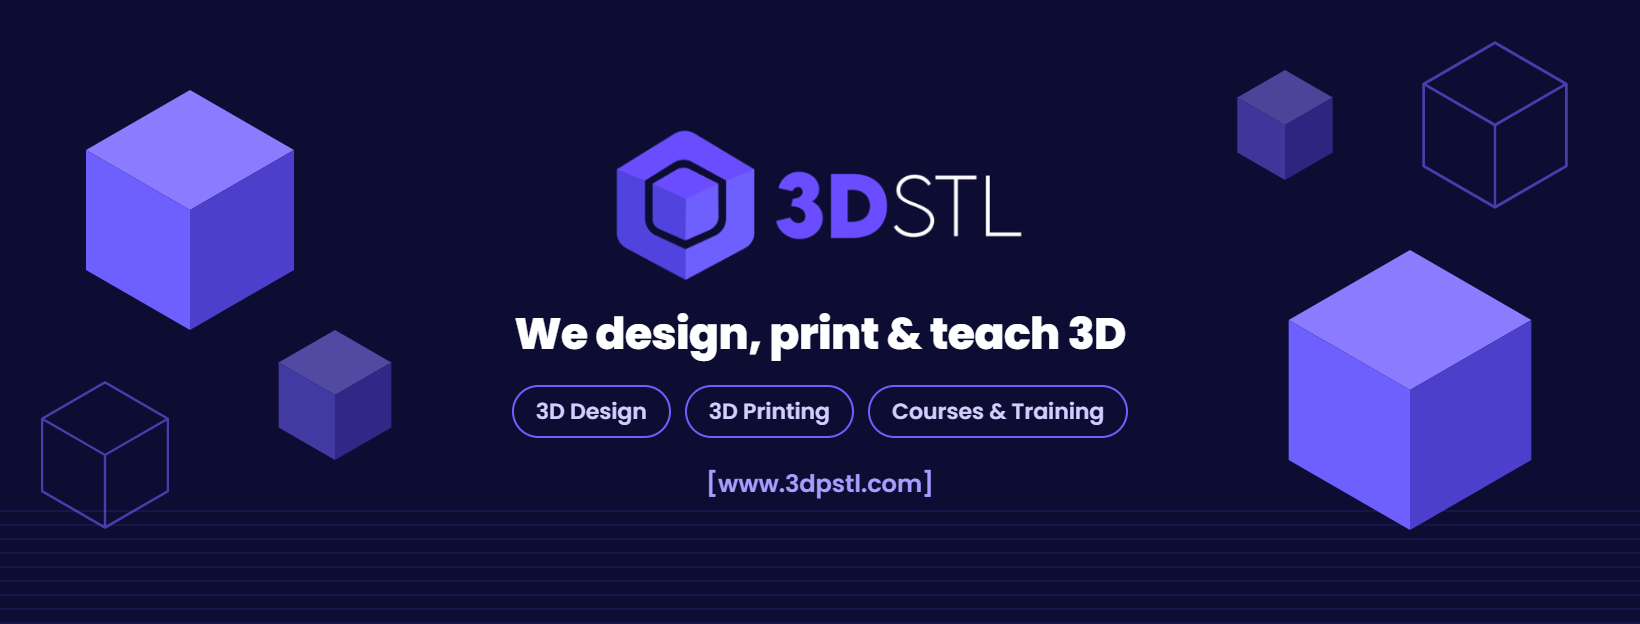 3DSTL
We design, print & teach 3D
3D Design
3D Printing
Courses & Training
[www.3dpstl.com]